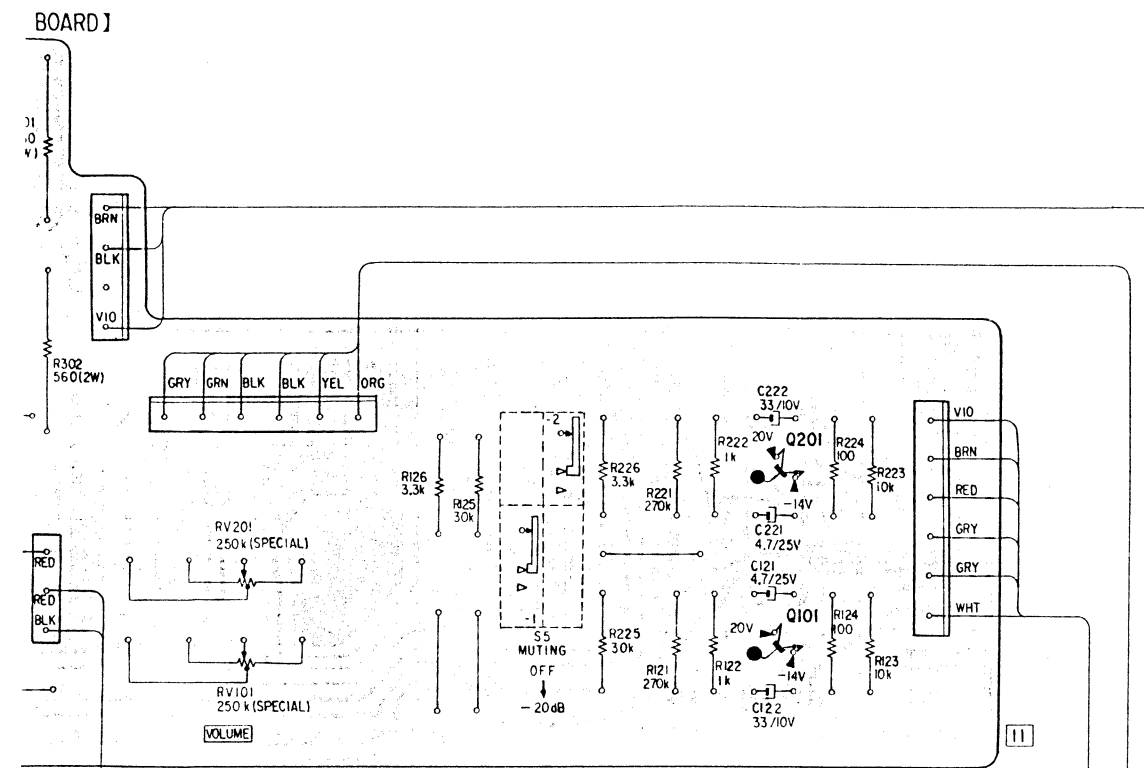 BOARD】
BRN
BLK
VIO
R302
560(2W)
GRY GRN BLK BLK YEL ORG
RED
RED
BLK
RV201
250k(SPECIAL)
RV101
250k(SPECIAL)
VOLUME
R126
3.3k
R125
30k
-2
-1
S5
MUTING
OFF
-20dB
R226
3.3k
R225
30k
R221
270k
R222
1k
C222
33/10V
20V
Q201
-14V
C221
4.7/25V
R224
100
R223
10k
C121
4.7/25V
20V
Q101
-14V
C122
33/10V
R121
270k
R122
1k
R124
100
R123
10k
VIO
BRN
RED
GRY
GRY
WHT
11